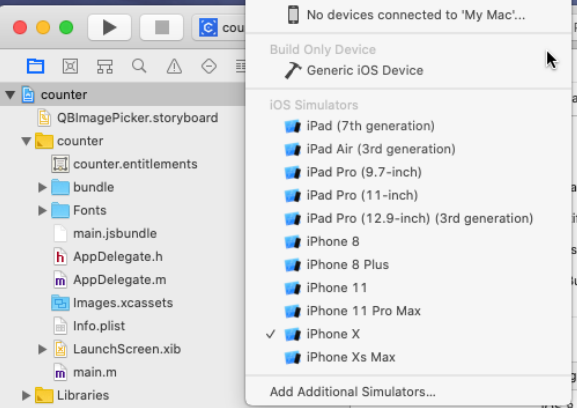 cou
counter
QBImagePicker.storyboard
counter
counter.entitlements
bundle
Fonts
main.jsbundle
h AppDelegate.h
m AppDelegate.m
Images.xcassets
Info.plist
LaunchScreen.xib
m main.m
Libraries
No devices connected to 'My Mac'...
Build Only Device
Generic iOS Device
iOS Simulators
iPad (7th generation)
iPad Air (3rd generation)
iPad Pro (9.7-inch)
iPad Pro (11-inch)
iPad Pro (12.9-inch) (3rd generation)
iPhone 8
iPhone 8 Plus
iPhone 11
iPhone 11 Pro Max
✓ iPhone X
iPhone Xs Max
Add Additional Simulators...